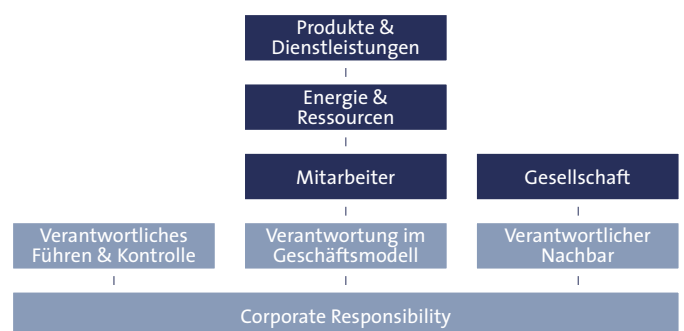 Produkte &
Dienstleistungen
Energie &
Ressourcen
Mitarbeiter
Gesellschaft
Verantwortliches
Führen & Kontrolle
Verantwortung im
Geschäftsmodell
Verantwortlicher
Nachbar
Corporate Responsibility